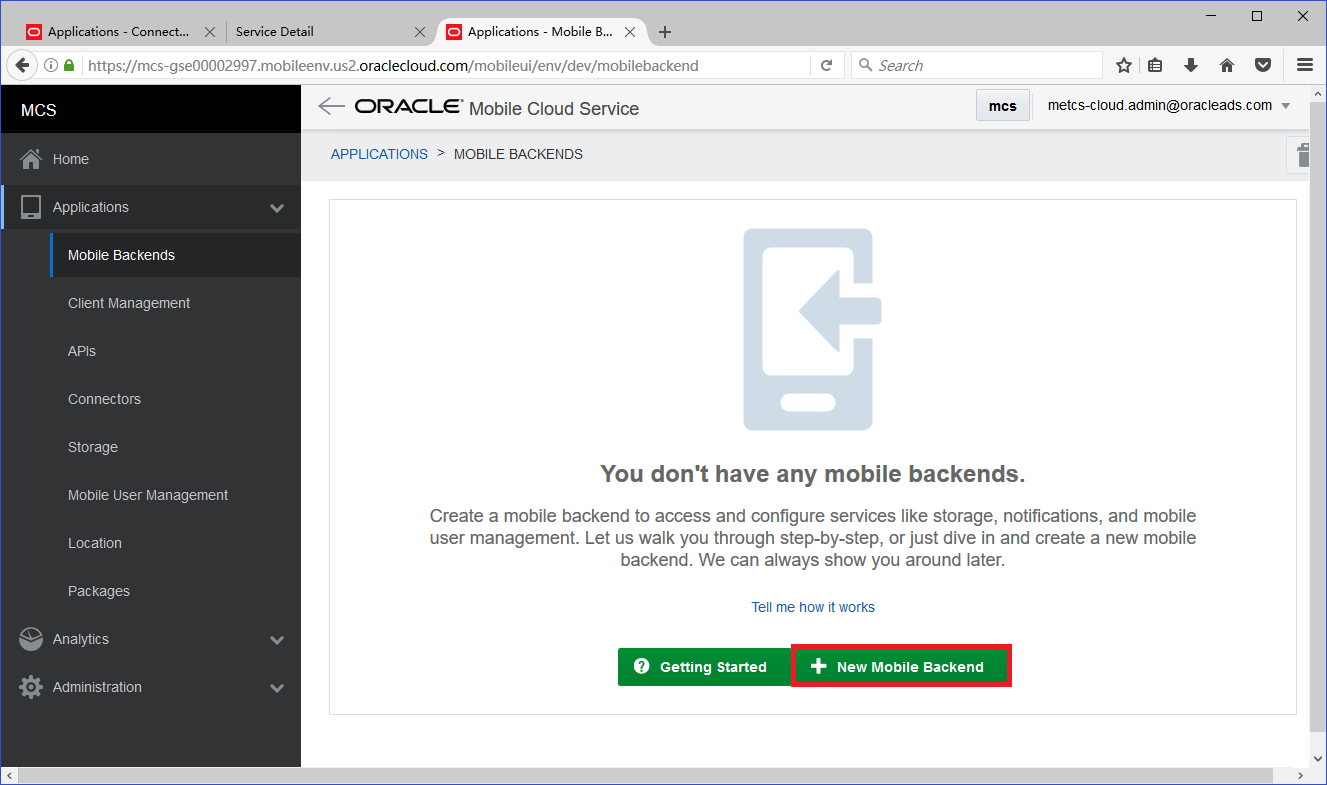 Applications - Connect...
Service Detail
Applications - Mobile B...
https://mcs-gse00002997.mobileenv.us2.oraclecloud.com/mobileui/env/dev/mobilebackend
Search
MCS
ORACLE® Mobile Cloud Service
mcs
metcs-cloud.admin@oracleads.com
Home
Applications
Mobile Backends
Client Management
APIs
Connectors
Storage
Mobile User Management
Location
Packages
Analytics
Administration
APPLICATIONS > MOBILE BACKENDS
You don't have any mobile backends.
Create a mobile backend to access and configure services like storage, notifications, and mobile
user management. Let us walk you through step-by-step, or just dive in and create a new mobile
backend. We can always show you around later.
Tell me how it works
Getting Started
New Mobile Backend